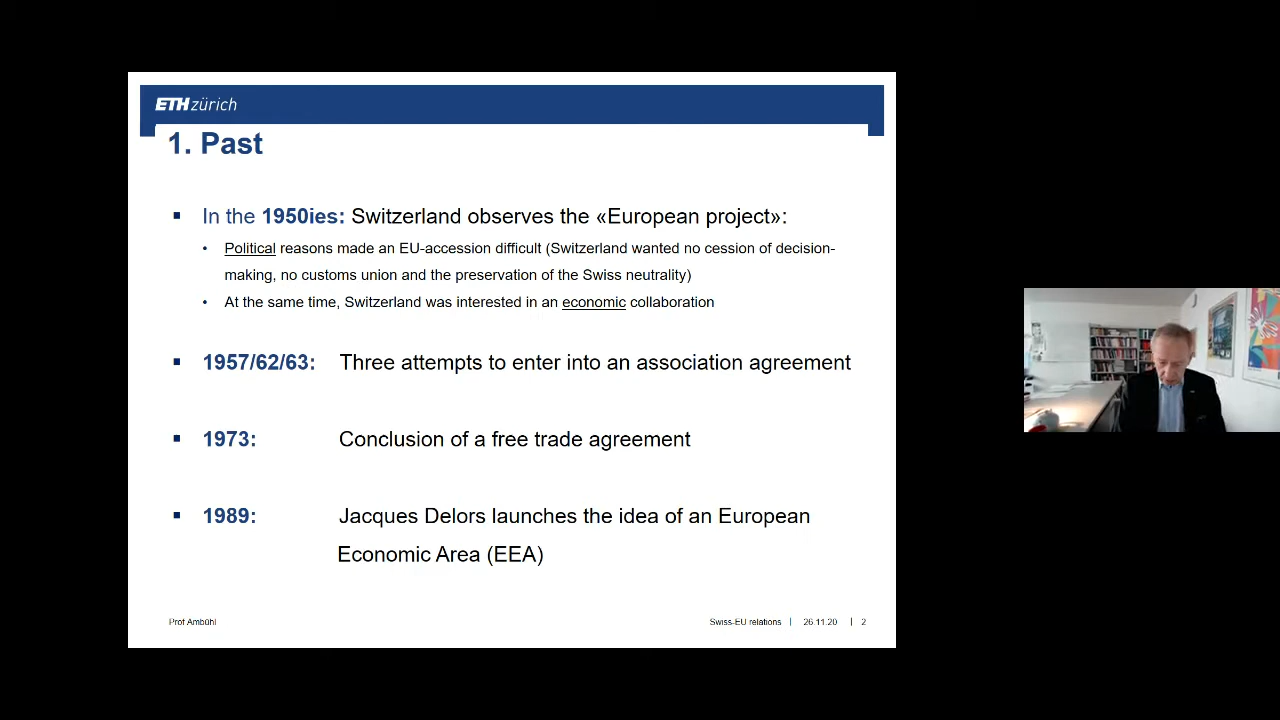 ETH zürich
1. Past
▪ In the 1950ies: Switzerland observes the «European project»:
• Political reasons made an EU-accession difficult (Switzerland wanted no cession of decision-
making, no customs union and the preservation of the Swiss neutrality)
• At the same time, Switzerland was interested in an economic collaboration
▪ 1957/62/63: Three attempts to enter into an association agreement
▪ 1973: Conclusion of a free trade agreement
▪ 1989: Jacques Delors launches the idea of an European
Economic Area (EEA)
Prof Ambühl Swiss-EU relations | 26.11.20 | 2